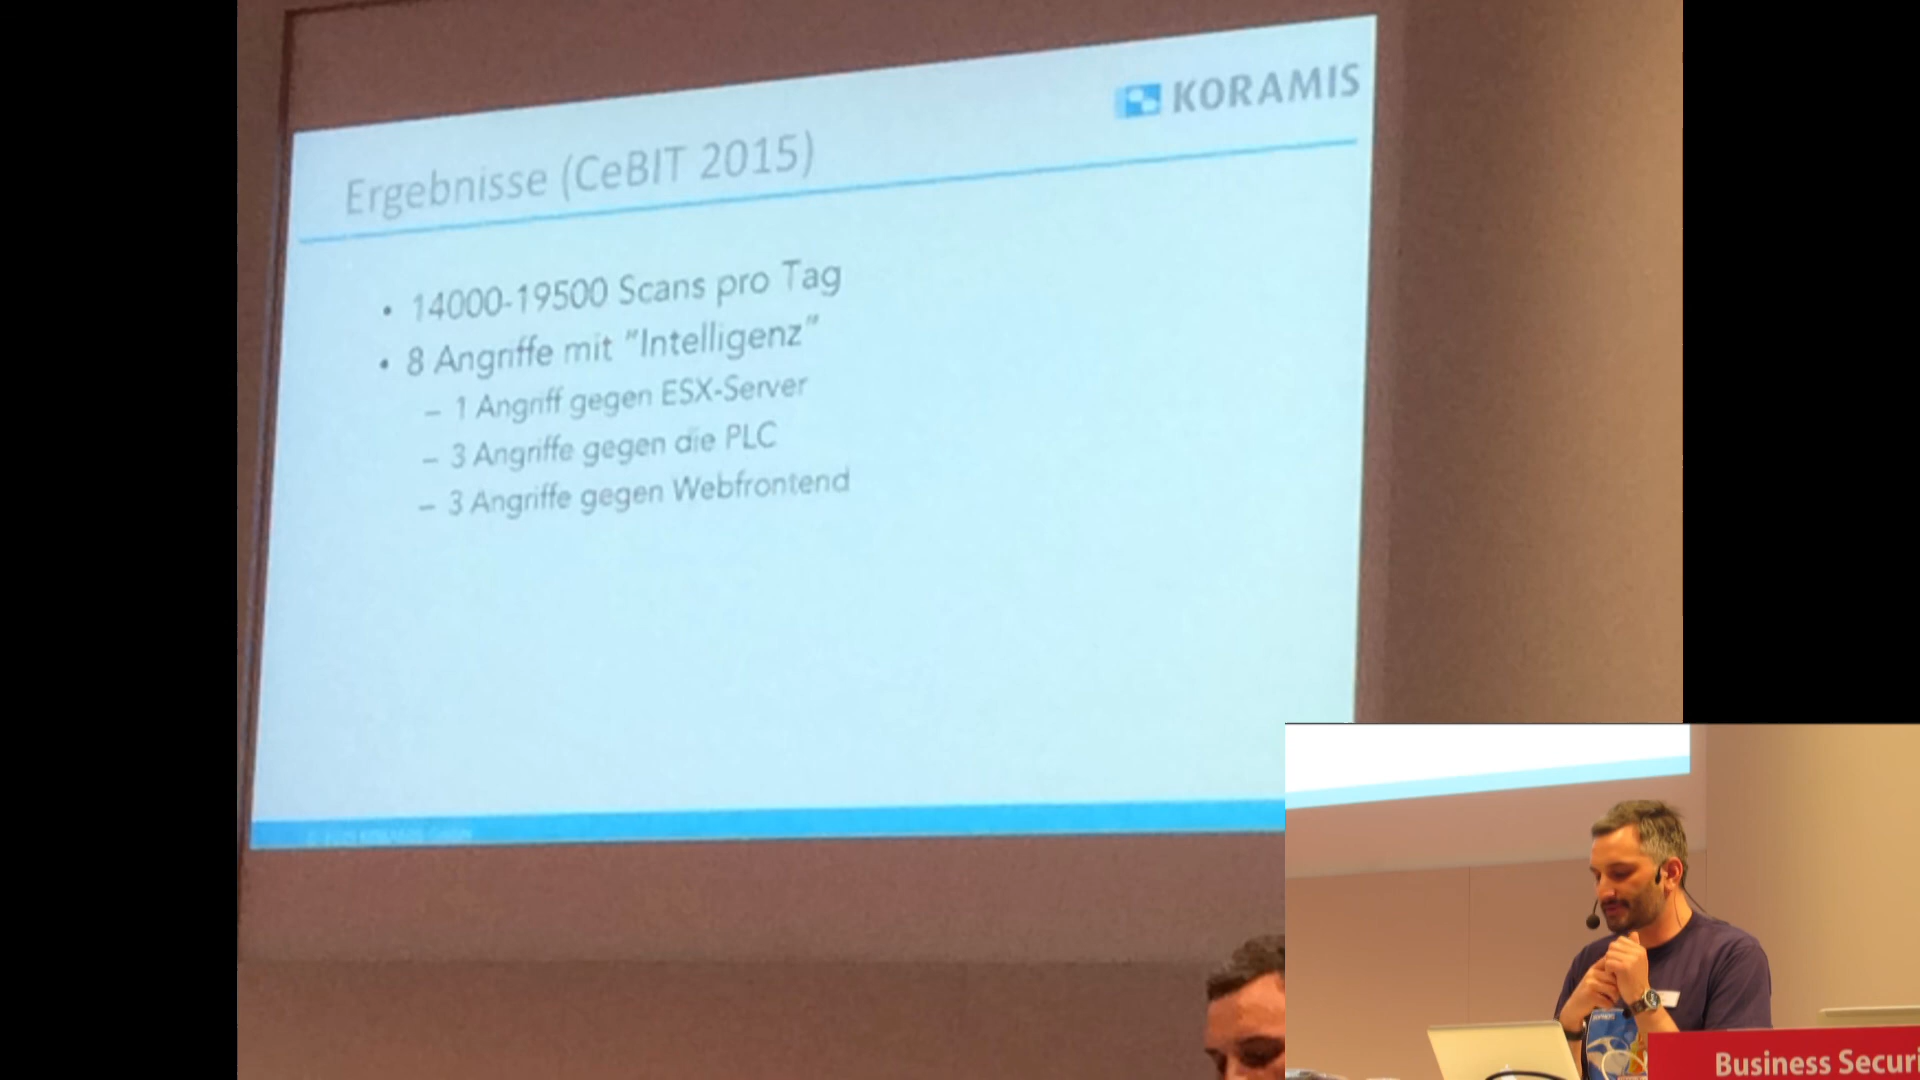 KORAMIS
Ergebnisse (CeBIT 2015)
• 14000-19500 Scans pro Tag
• 8 Angriffe mit "Intelligenz"
– 1 Angriff gegen ESX-Server
– 3 Angriffe gegen die PLC
– 3 Angriffe gegen Webfrontend
Business Securi